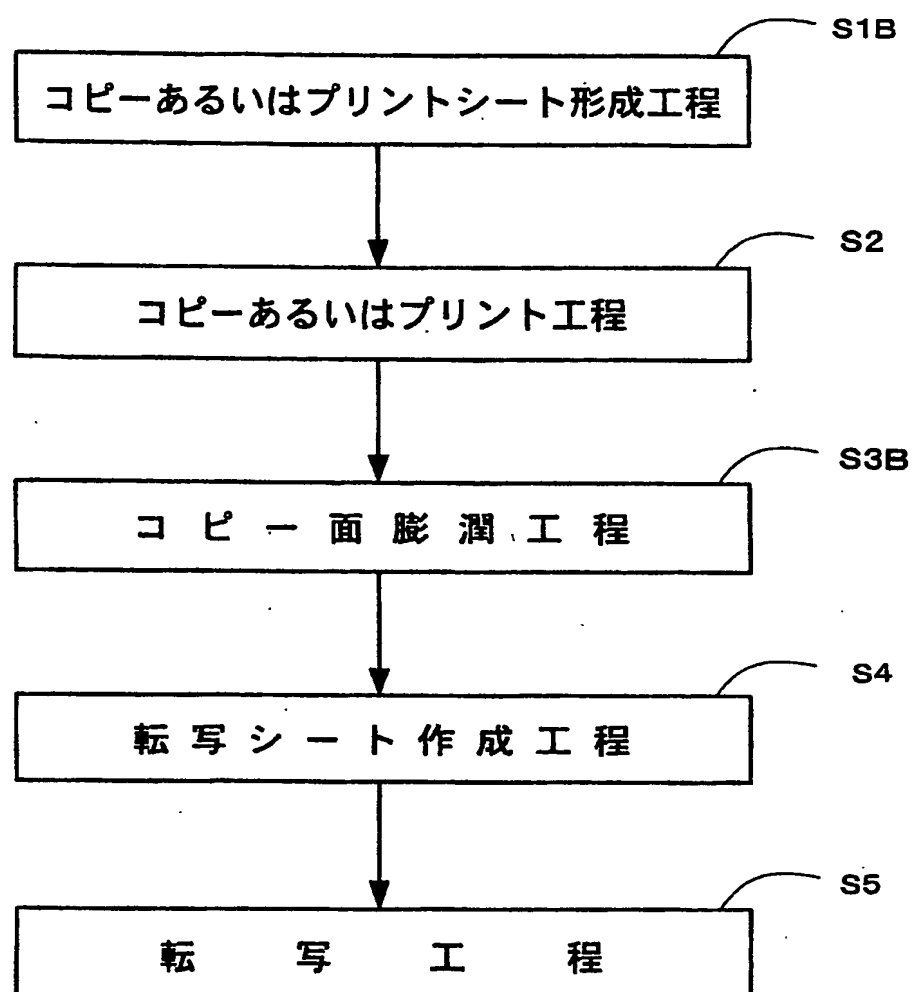 S1B
コピーあるいはプリントシート形成工程
S2
コピーあるいはプリント工程
S3B
コピー面膨潤工程
S4
転写シート作成工程
S5
転写工程